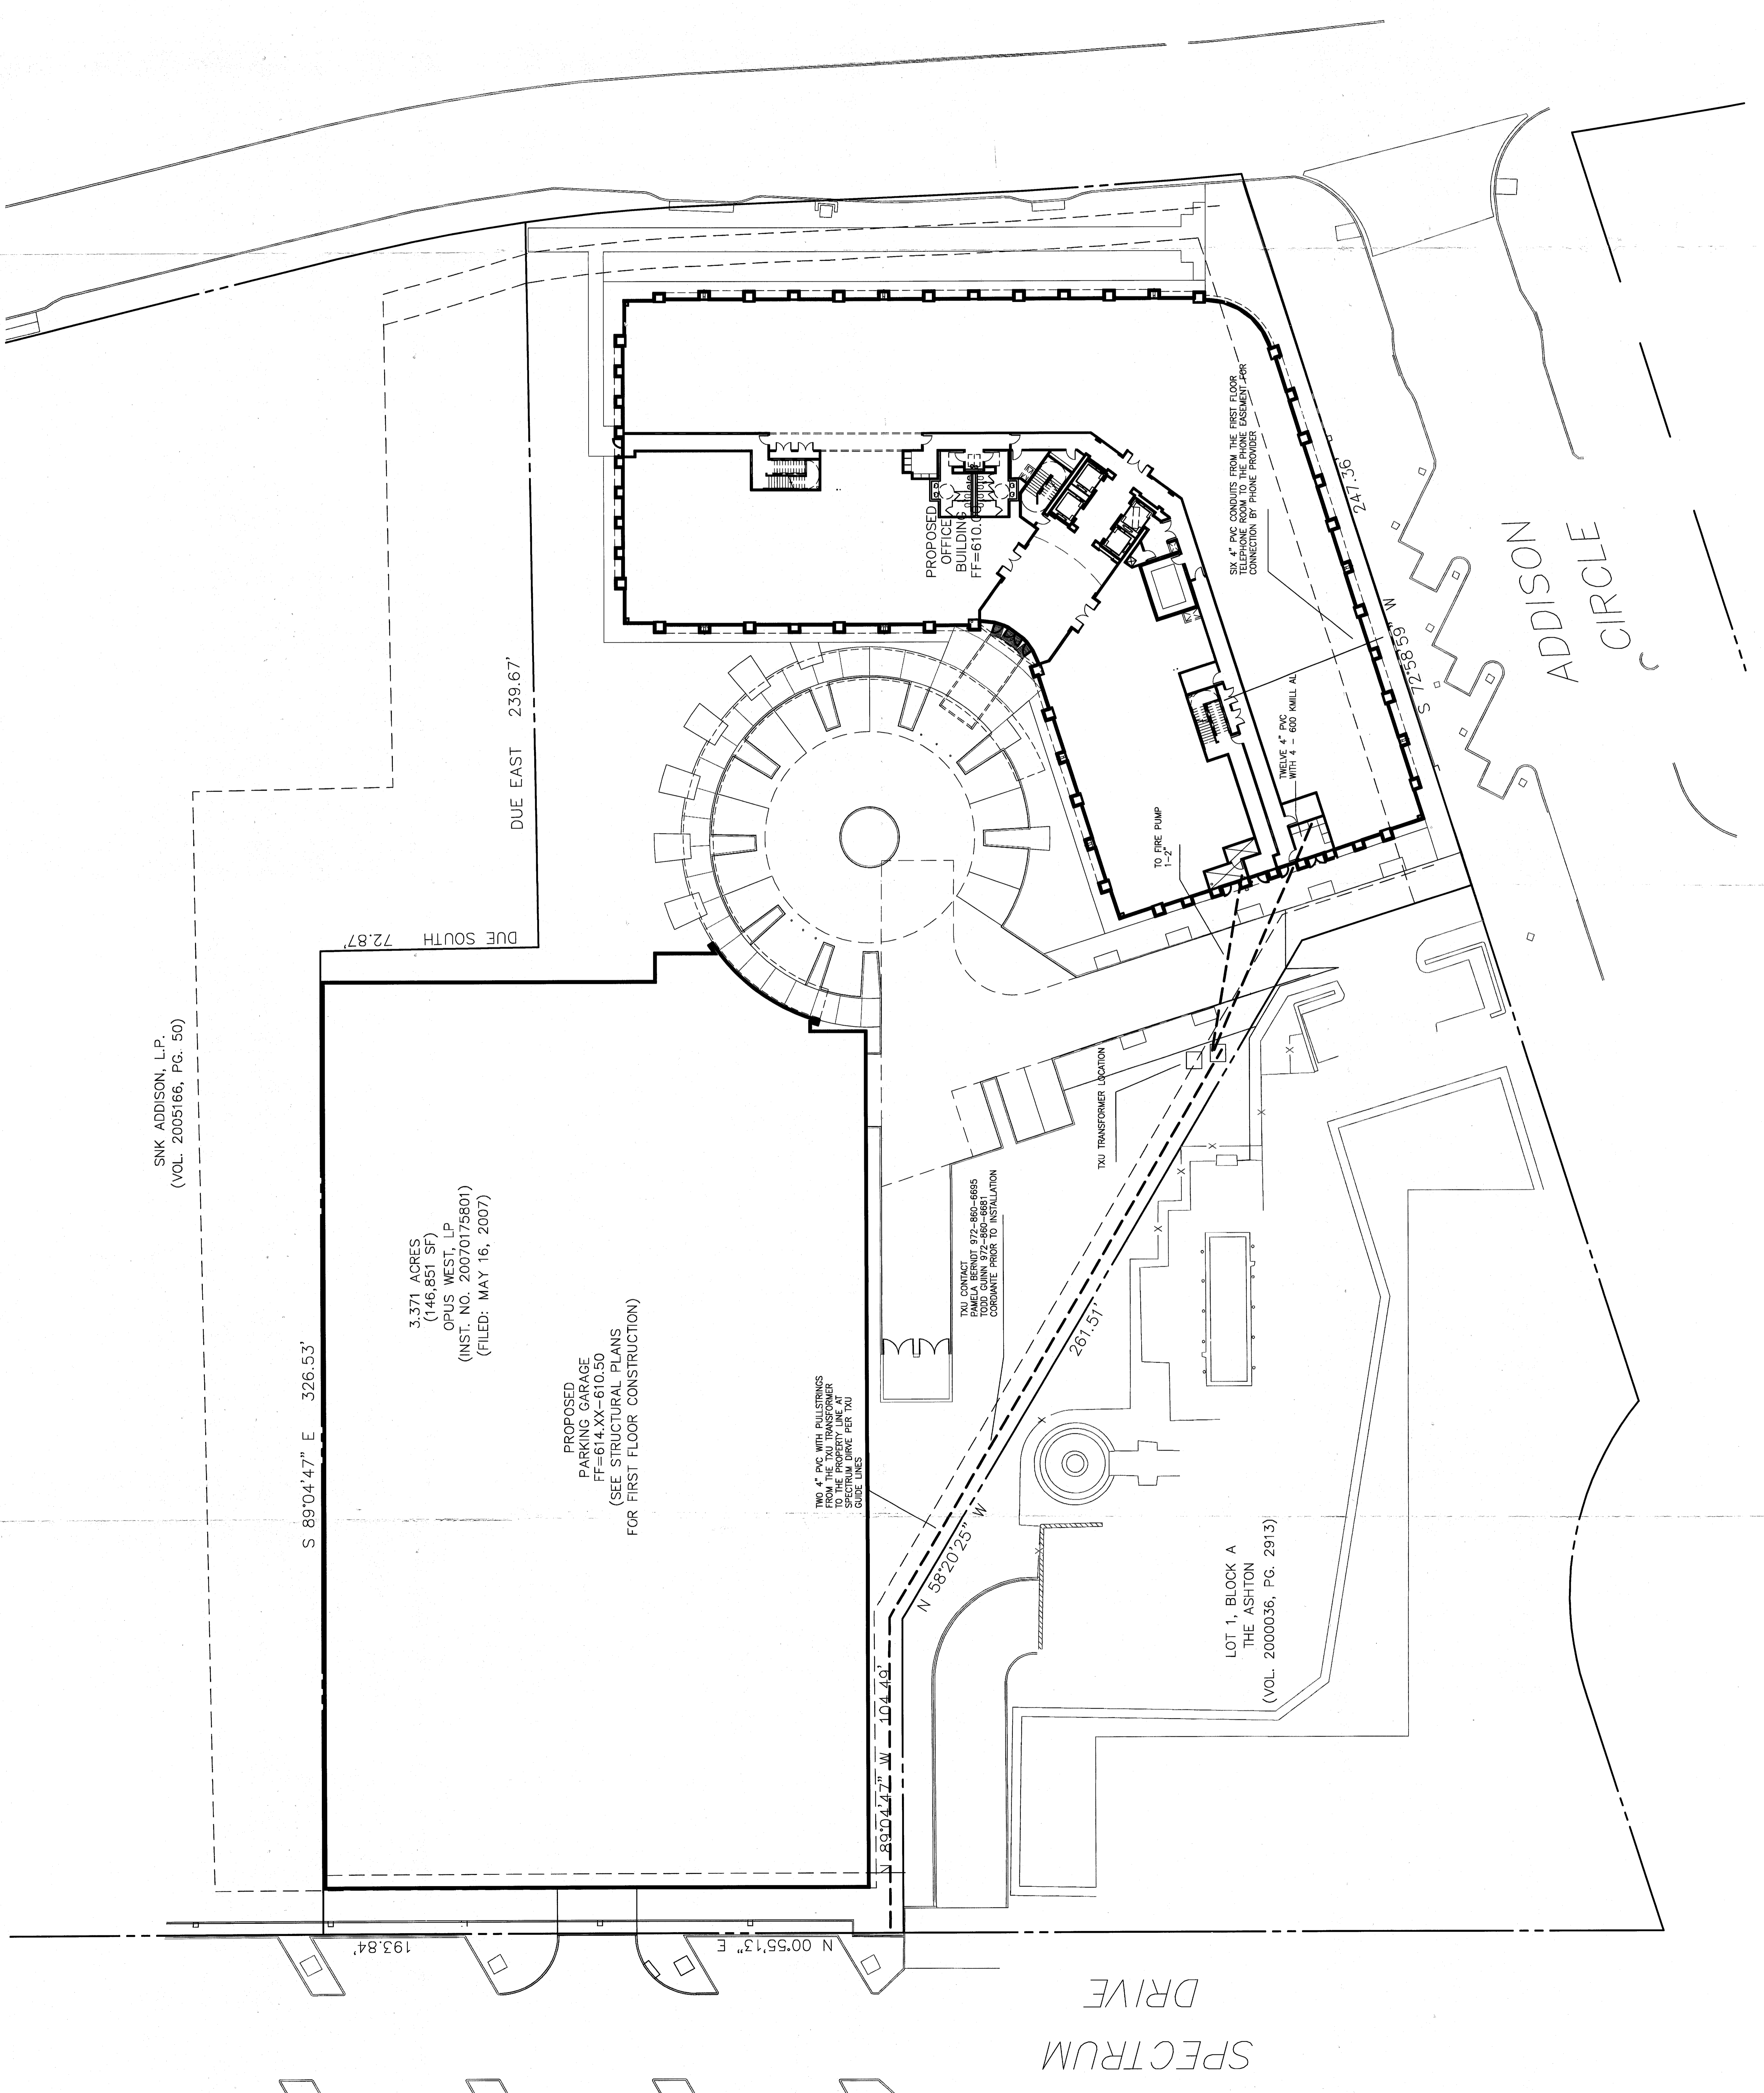 SNK ADDISON, L.P.
(VOL. 2005166, PG. 50)
S 89°04'47" E 326.53'
DUE SOUTH 72.87'
DUE EAST 239.67'
3.371 ACRES
(146,851 SF)
OPUS WEST, LP
(INST. NO. 20070175801)
(FILED: MAY 16, 2007)
PROPOSED
PARKING GARAGE
FF=614.XX-610.50
(SEE STRUCTURAL PLANS
FOR FIRST FLOOR CONSTRUCTION)
PROPOSED
OFFICE
BUILDING
SIX 4" PVC CONDUITS FROM THE FIRST FLOOR
TELEPHONE ROOM TO THE PHONE EASEMENT FOR
CONNECTION BY PHONE PROVIDER
247.36'
S 72°58'59" W
ADDISON
CIRCLE
TWELVE 4" PVC
WITH 4 - 600 KMILL AL
TO FIRE PUMP
1-2"
TXU TRANSFORMER LOCATION
TXU CONTACT
PAMELA BERNDT 972-860-6695
TODD GUINN 972-860-6681
CORDIANTE PRIOR TO INSTALLATION
TWO 4" PVC WITH PULLSTRINGS
FROM THE TXU TRANSFORMER
TO THE PROPERTY LINE AT
SPECTRUM DIRVE PER TXU
GUIDE LINES
N 58°20'25" W
261.51'
N 89°04'47" W 104.49'
LOT 1, BLOCK A
THE ASHTON
(VOL. 2000036, PG. 2913)
N 00°55'13" E
193.84'
SPECTRUM
DRIVE